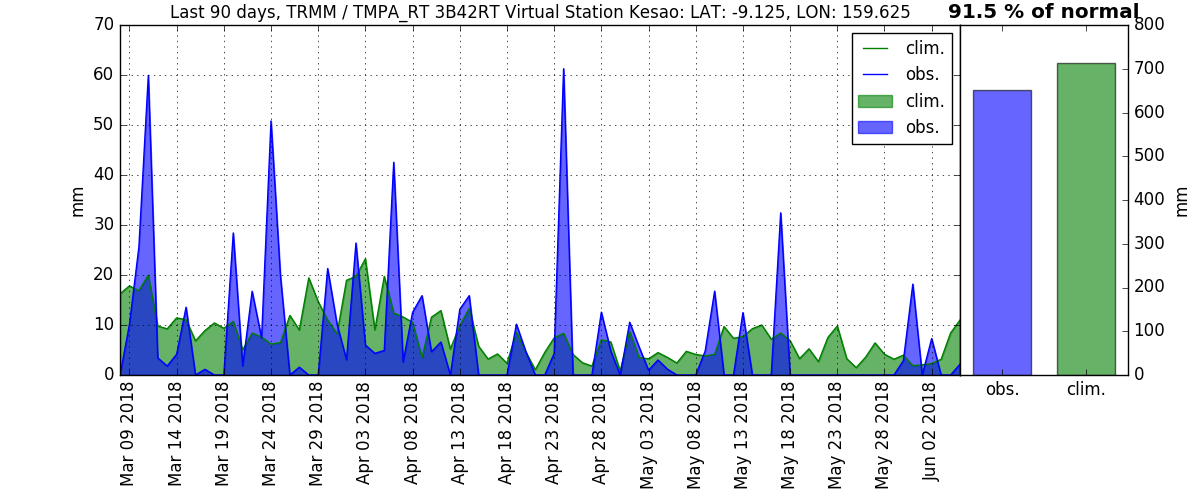 Last 90 days, TRMM / TMPA_RT 3B42RT Virtual Station Kesao: LAT: -9.125, LON: 159.625
91.5 % of normal
mm
70
60
50
40
30
20
10
0
clim.
obs.
clim.
obs.
800
700
600
500
400
300
200
100
0
mm
obs.
clim.
Mar 09 2018
Mar 14 2018
Mar 19 2018
Mar 24 2018
Mar 29 2018
Apr 03 2018
Apr 08 2018
Apr 13 2018
Apr 18 2018
Apr 23 2018
Apr 28 2018
May 03 2018
May 08 2018
May 13 2018
May 18 2018
May 23 2018
May 28 2018
Jun 02 2018